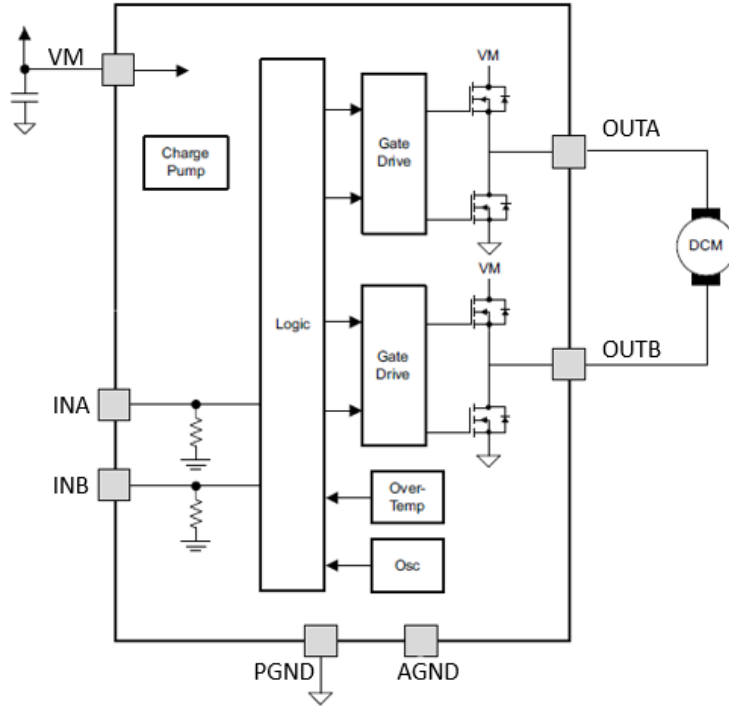 VM
VM
OUTA
Charge
Pump
Gate
Drive
DCM
VM
Logic
Gate
Drive
OUTB
INA
INB
Over-
Temp
Osc
PGND
AGND